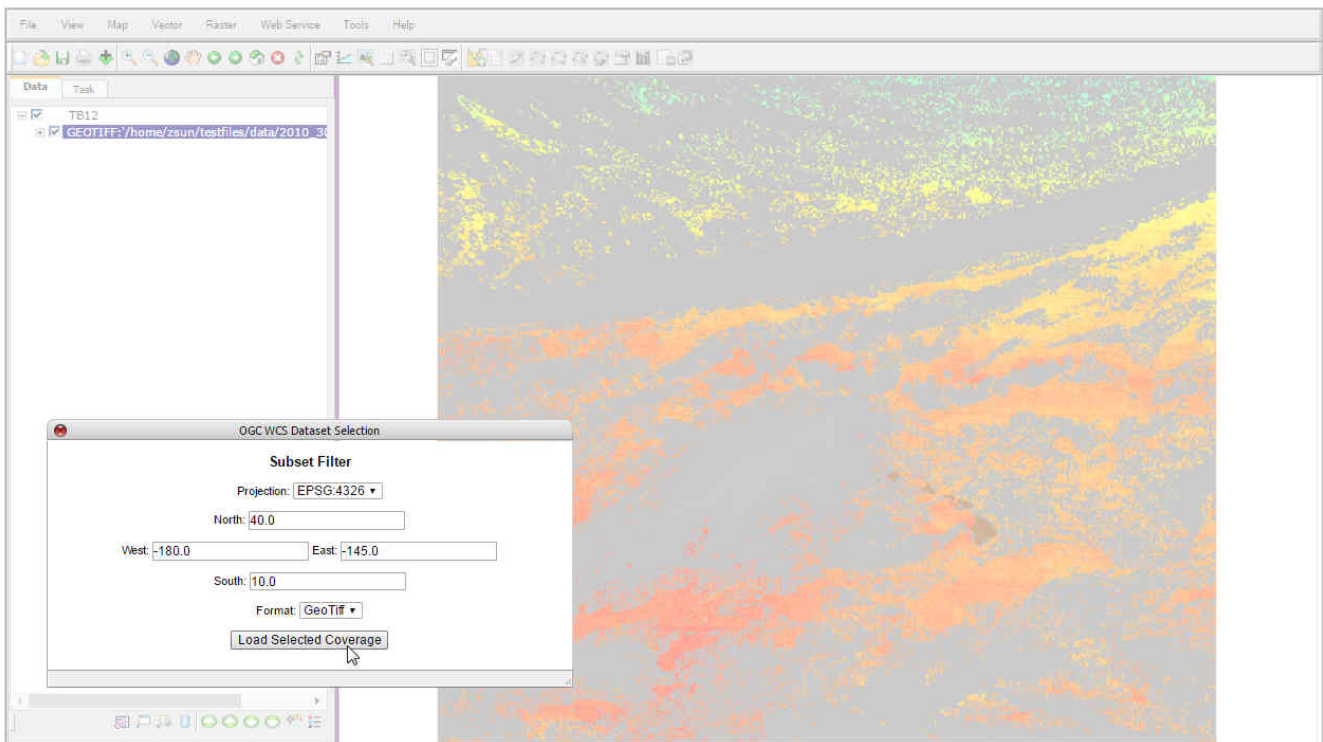 File View Map Vector Raster Web Service Tools Help
Data Task
TB12
GEOTIFF:'/home/zsun/testfiles/data/2010_30
OGC WCS Dataset Selection
Subset Filter
Projection: EPSG:4326
North: 40.0
West: -180.0 East: -145.0
South: 10.0
Format: GeoTiff
Load Selected Coverage